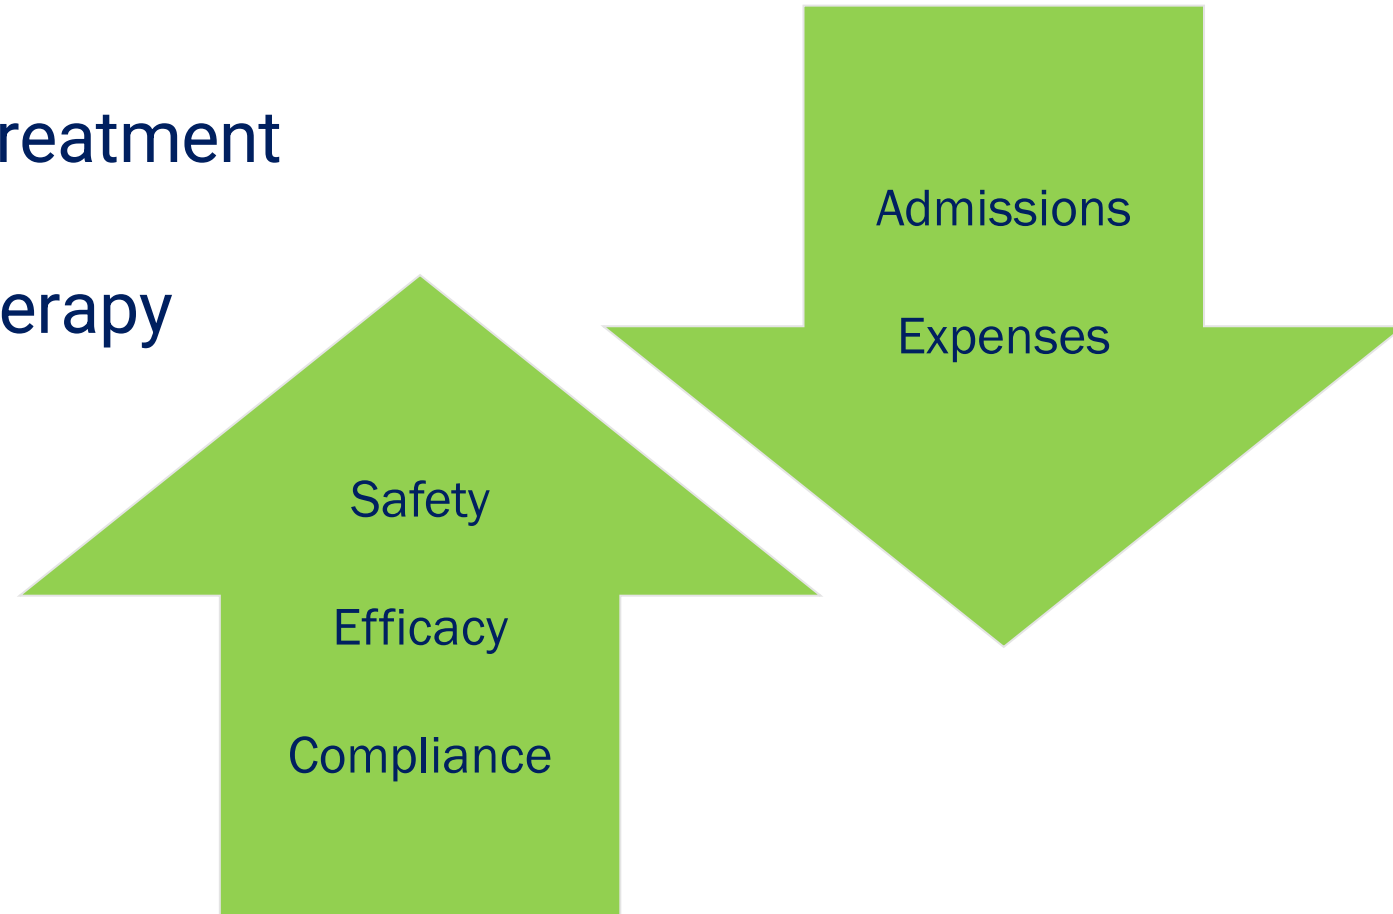 reatment
erapy
Admissions
Expenses
Safety
Efficacy
Compliance